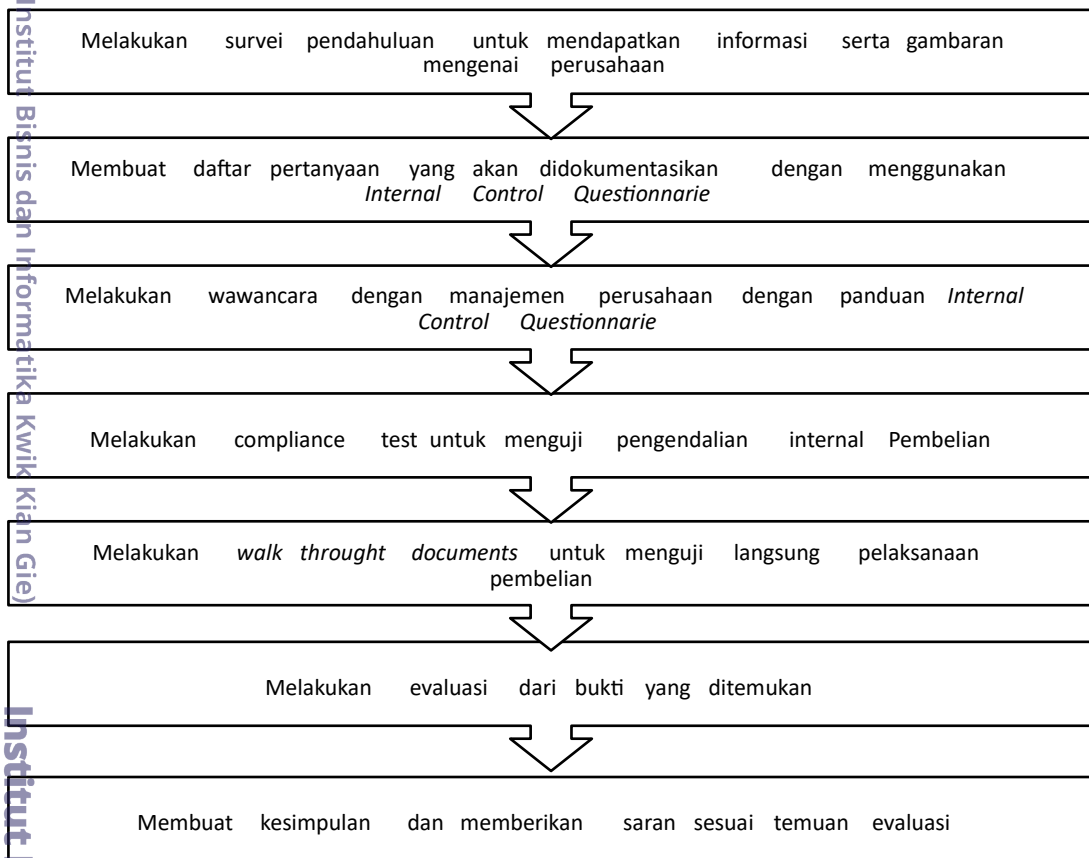 Melakukan survei pendahuluan untuk mendapatkan informasi serta gambaran
mengenai perusahaan
Membuat daftar pertanyaan yang akan didokumentasikan dengan menggunakan
Internal Control Questionnarie
Melakukan wawancara dengan manajemen perusahaan dengan panduan Internal
Control Questionnarie
Melakukan compliance test untuk menguji pengendalian internal Pembelian
Melakukan walk throught documents untuk menguji langsung pelaksanaan
pembelian
Melakukan evaluasi dari bukti yang ditemukan
Membuat kesimpulan dan memberikan saran sesuai temuan evaluasi
Institut Bisnis dan Informatika Kwik Kian Gie)
Institut